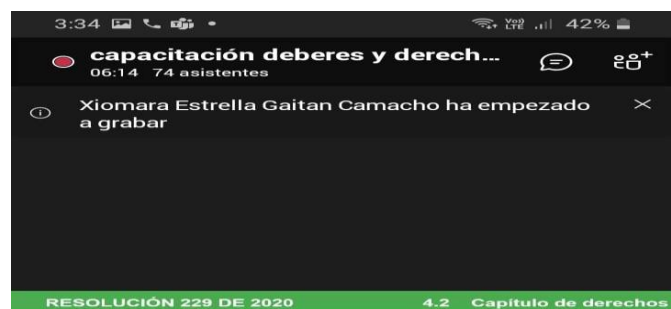 3:34 42%
capacitación deberes y derech...
06:14 74 asistentes
Xiomara Estrella Gaitan Camacho ha empezado
a grabar
RESOLUCIÓN 229 DE 2020 4.2 Capítulo de derechos